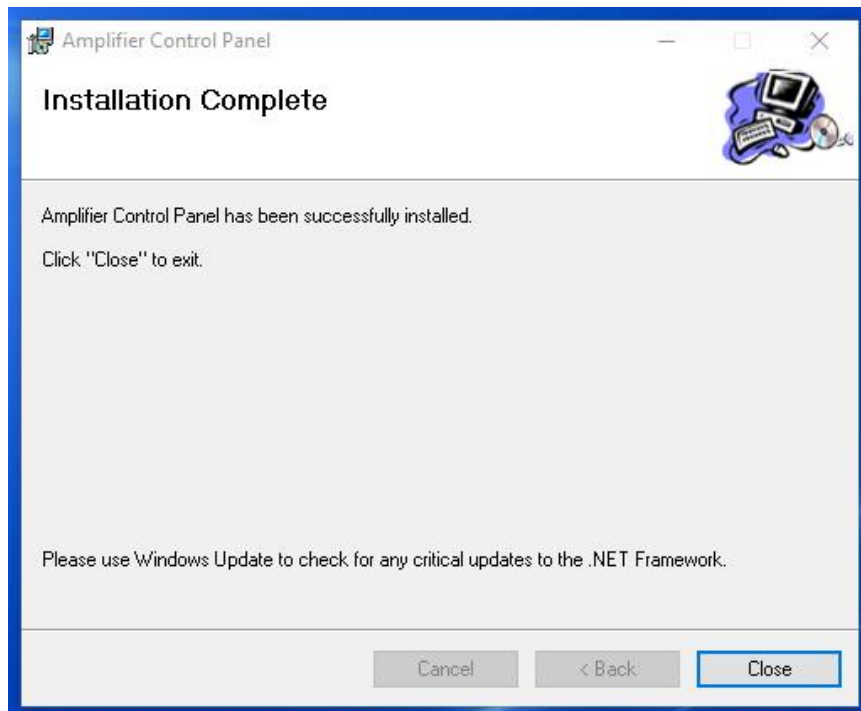 Amplifier Control Panel
Installation Complete
Amplifier Control Panel has been successfully installed.
Click "Close" to exit.
Please use Windows Update to check for any critical updates to the .NET Framework.
Cancel
< Back
Close